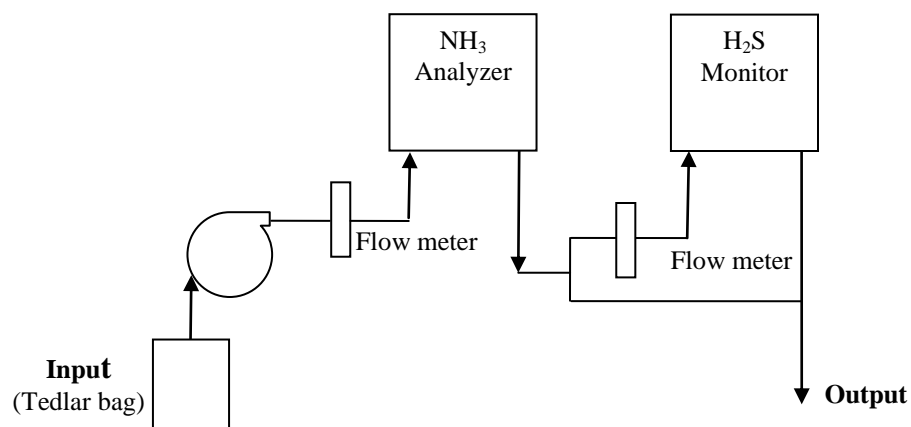 NH₃
Analyzer
H₂S
Monitor
Flow meter
Flow meter
Input
(Tedlar bag)
Output